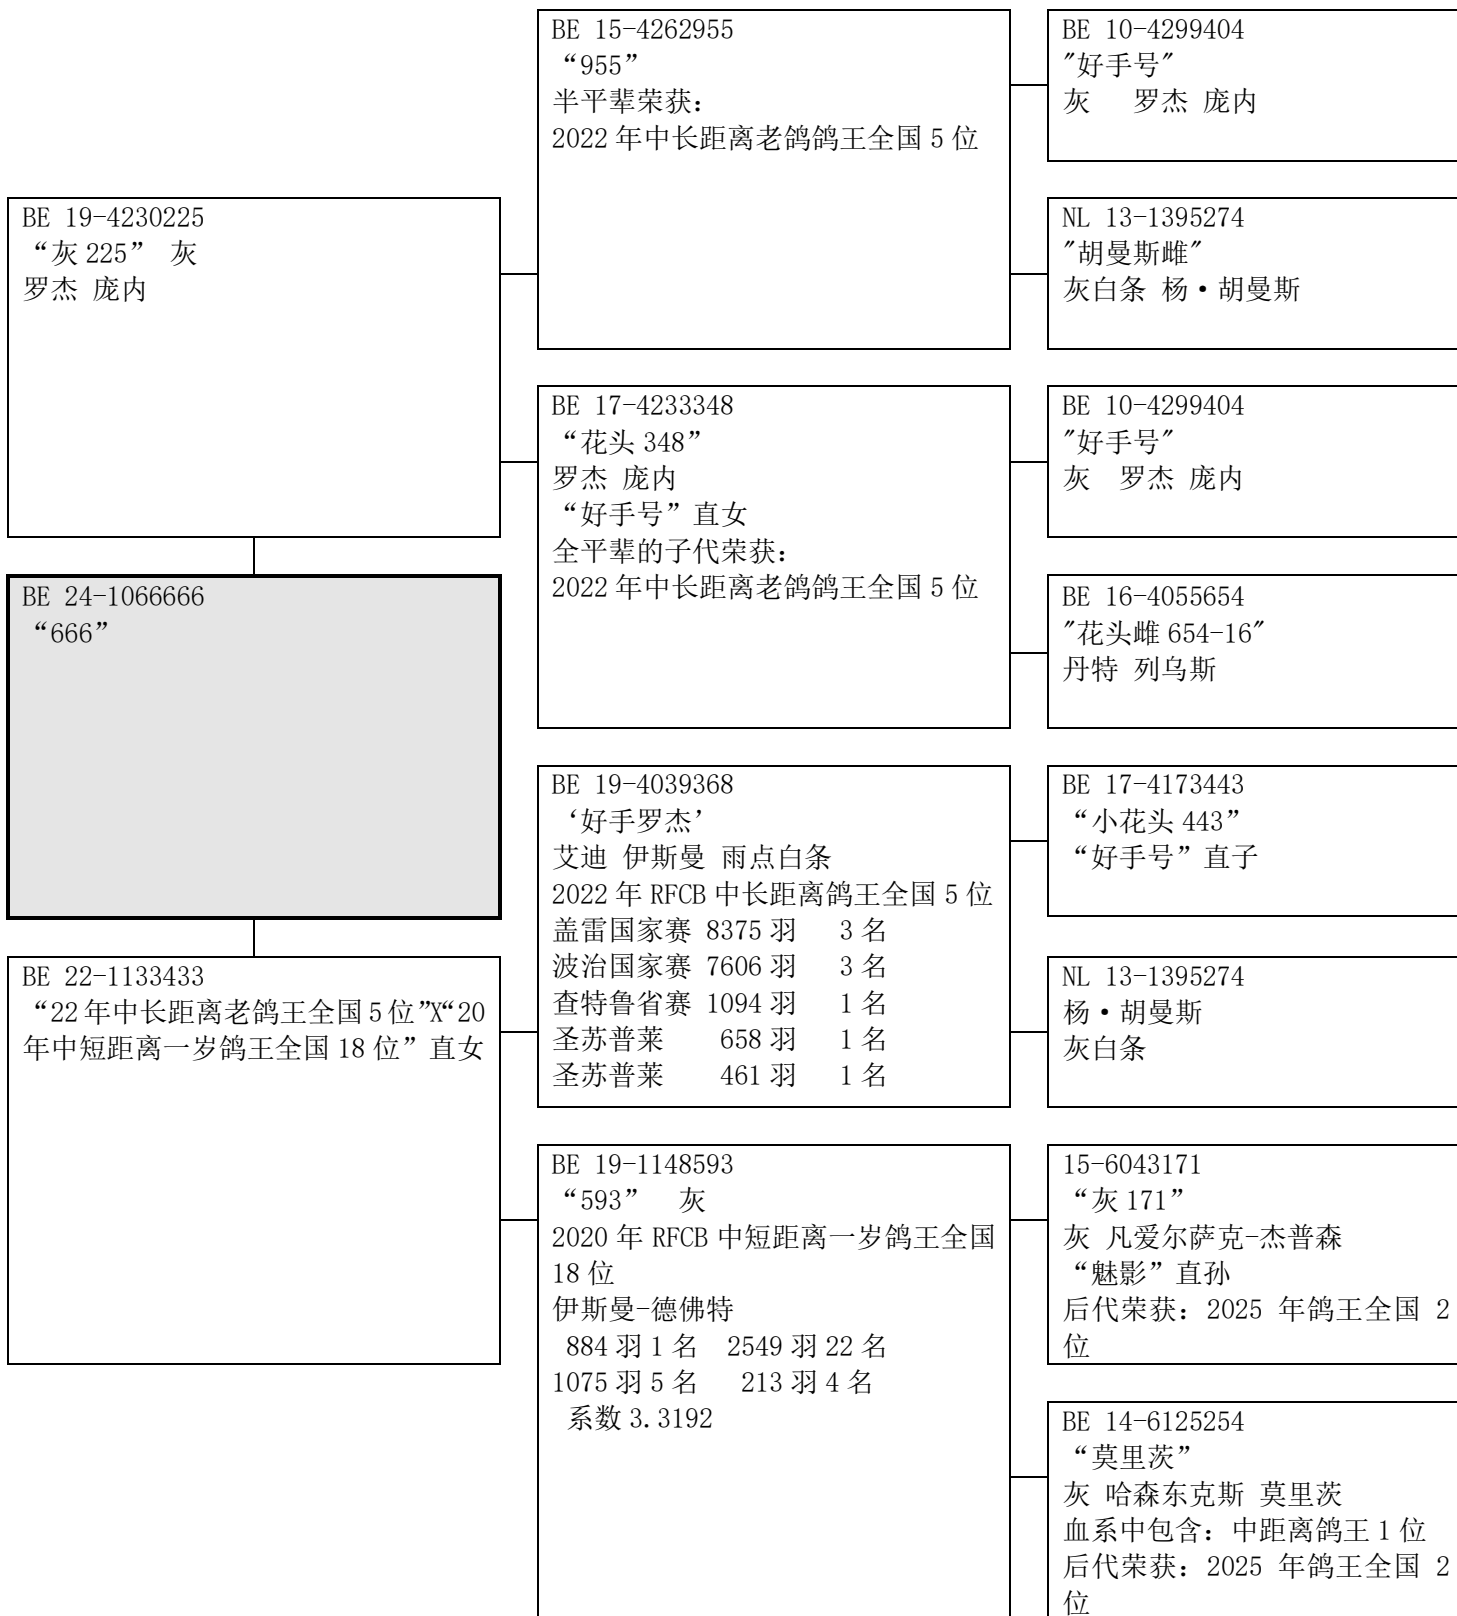 BE 19-4230225
“灰 225” 灰
罗杰 庞内
BE 24-1066666
“666”
BE 22-1133433
“22 年中长距离老鸽王全国 5 位”X“20
年中短距离一岁鸽王全国 18 位”直女
BE 15-4262955
“955”
半平辈荣获:
2022 年中长距离老鸽鸽王全国 5 位
BE 17-4233348
“花头 348”
罗杰 庞内
“好手号”直女
全平辈的子代荣获:
2022 年中长距离老鸽鸽王全国 5 位
BE 19-4039368
‘好手罗杰’
艾迪 伊斯曼 雨点白条
2022 年 RFCB 中长距离鸽王全国 5 位
盖雷国家赛 8375 羽 3 名
波治国家赛 7606 羽 3 名
查特鲁省赛 1094 羽 1 名
圣苏普莱 658 羽 1 名
圣苏普莱 461 羽 1 名
BE 19-1148593
“593” 灰
2020 年 RFCB 中短距离一岁鸽王全国
18 位
伊斯曼-德佛特
884 羽 1 名 2549 羽 22 名
1075 羽 5 名 213 羽 4 名
系数 3.3192
BE 10-4299404
"好手号"
灰 罗杰 庞内
NL 13-1395274
"胡曼斯雌"
灰白条 杨•胡曼斯
BE 10-4299404
"好手号"
灰 罗杰 庞内
BE 16-4055654
"花头雌 654-16"
丹特 列乌斯
BE 17-4173443
“小花头 443”
“好手号”直子
NL 13-1395274
杨•胡曼斯
灰白条
15-6043171
“灰 171”
灰 凡爱尔萨克-杰普森
“魅影”直孙
后代荣获: 2025 年鸽王全国 2
位
BE 14-6125254
“莫里茨”
灰 哈森东克斯 莫里茨
血系中包含: 中距离鸽王 1 位
后代荣获: 2025 年鸽王全国 2
位